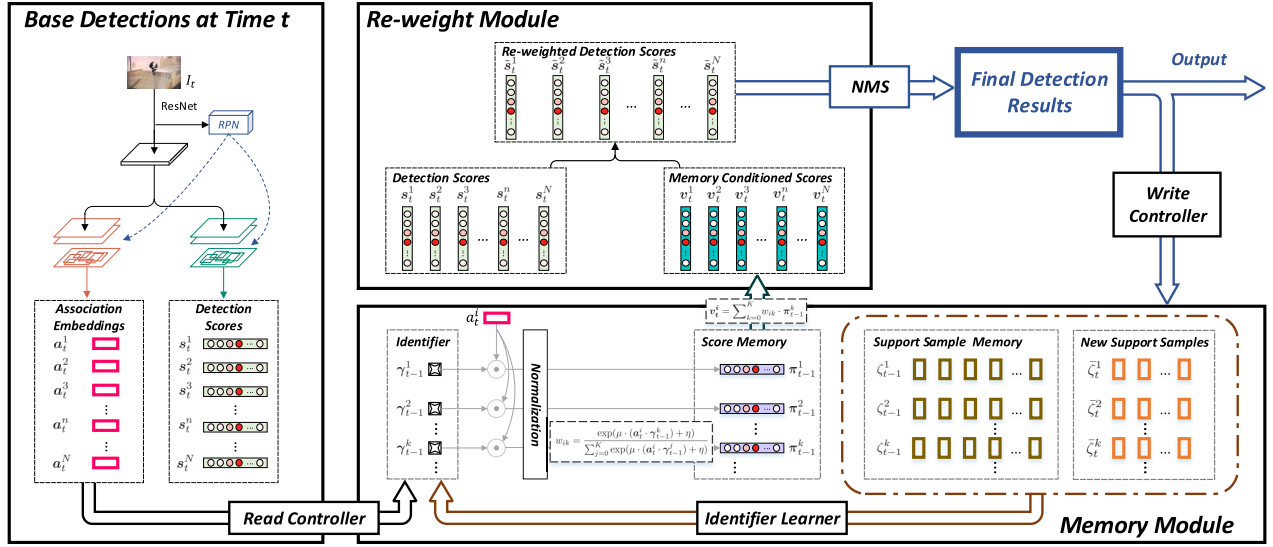 Base Detections at Time t
I_t
ResNet
RPN
Association
Embeddings
a_t^1
a_t^2
a_t^3
⋮
a_t^n
⋮
a_t^N
Detection
Scores
s_t^1
s_t^2
s_t^3
⋮
s_t^n
⋮
s_t^N
Read Controller
Re-weight Module
Re-weighted Detection Scores
s̃_t^1 s̃_t^2 s̃_t^3 s̃_t^n s̃_t^N
... ...
Detection Scores
s_t^1 s_t^2 s_t^3 s_t^n s_t^N
... ...
Memory Conditioned Scores
v_t^1 v_t^2 v_t^3 v_t^n v_t^N
... ...
NMS
Final Detection
Results
Output
Write
Controller
v_t^i = ∑_{k=0}^K w_{ik} · π_{t-1}^k
a_t^i
Identifier
γ_{t-1}^1
γ_{t-1}^2
γ_{t-1}^k
⋮
Normalization
w_{ik} = exp(μ · (a_t^i · γ_{t-1}^k) + η) / ∑_{j=0}^K exp(μ · (a_t^i · γ_{t-1}^j) + η)
Score Memory
π_{t-1}^1
π_{t-1}^2
π_{t-1}^k
⋮
Support Sample Memory
ζ_{t-1}^1 ...
ζ_{t-1}^2 ...
ζ_{t-1}^k ...
⋮
New Support Samples
ζ̄_t^1 ...
ζ̄_t^2 ...
ζ̄_t^k ...
⋮
Identifier Learner
Memory Module